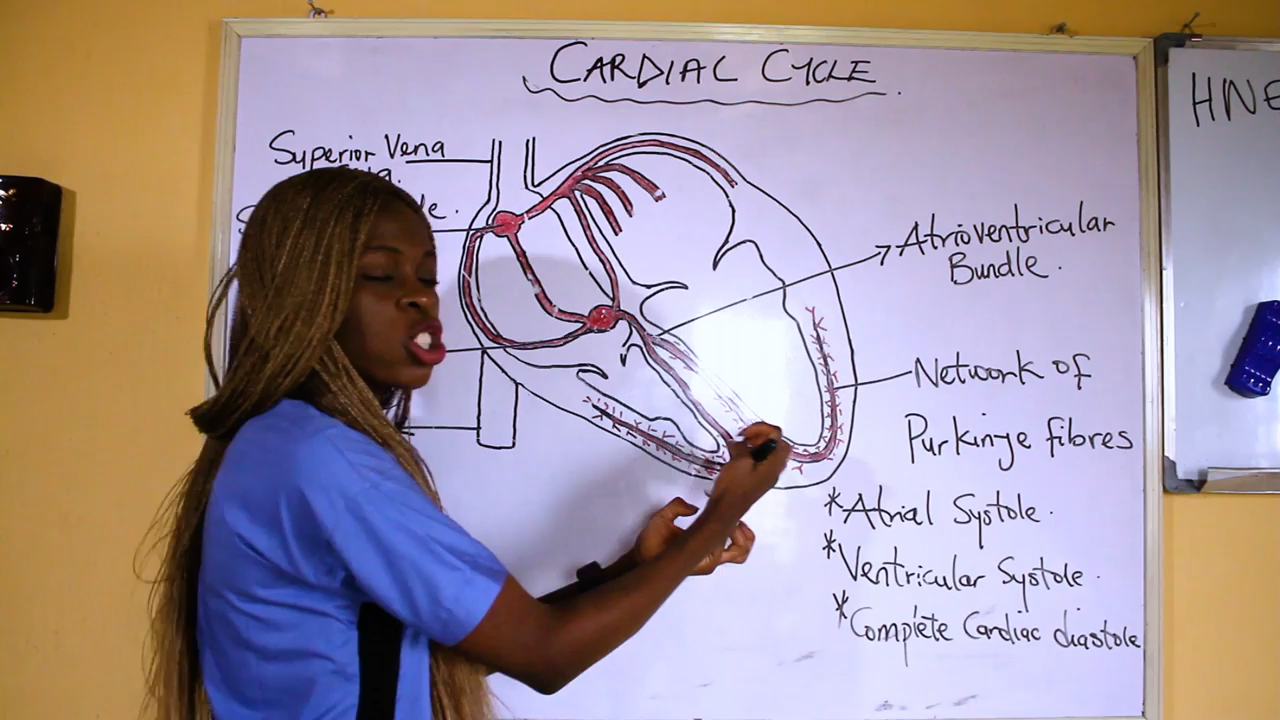 CARDIAC CYCLE
HNE
Superior Vena
Atrioventricular
Bundle.
Network of
Purkinje fibres
*Atrial Systole.
*Ventricular Systole.
*Complete Cardiac diastole